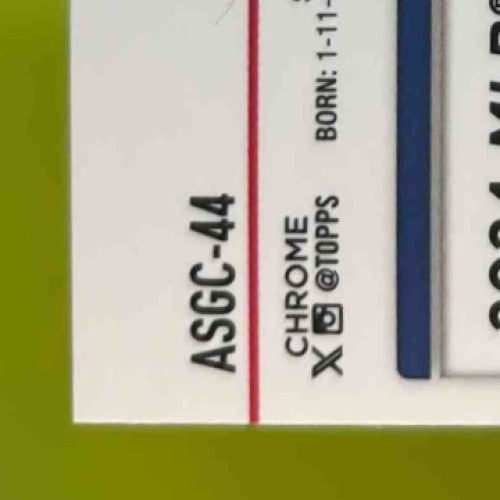 ASGC-44
CHROME
X @TOPPS
BORN: 1-11-